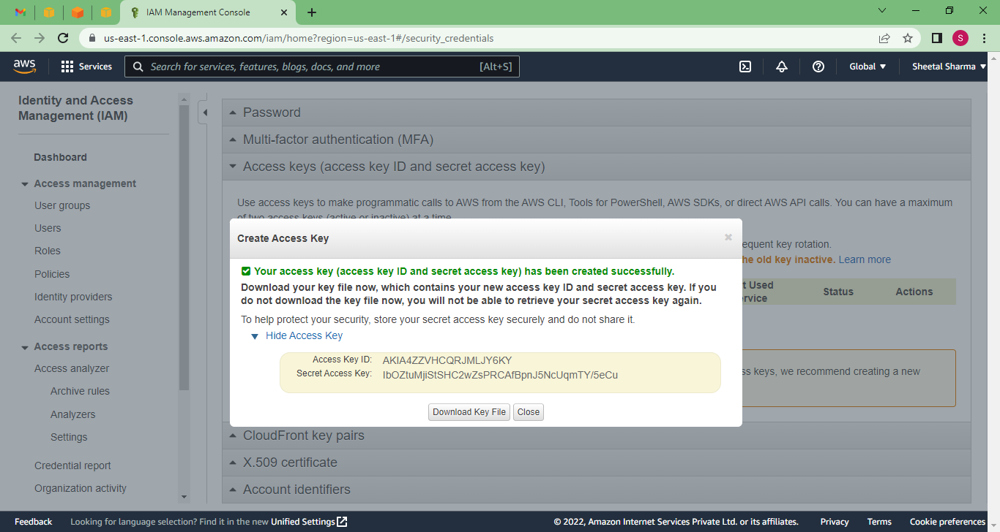 IAM Management Console
us-east-1.console.aws.amazon.com/iam/home?region=us-east-1#/security_credentials
S
aws
Services
Search for services, features, blogs, docs, and more [Alt+S]
Global
Sheetal Sharma
Identity and Access
Management (IAM)
Dashboard
Access management
User groups
Users
Roles
Policies
Identity providers
Account settings
Access reports
Access analyzer
Archive rules
Analyzers
Settings
Credential report
Organization activity
Password
Multi-factor authentication (MFA)
Access keys (access key ID and secret access key)
Use access keys to make programmatic calls to AWS from the AWS CLI, Tools for PowerShell, AWS SDKs, or direct AWS API calls. You can have a maximum
of two access keys (active or inactive) at a time.
equent key rotation.
he old key inactive. Learn more
t Used
rvice
Status
Actions
ss keys, we recommend creating a new
Create Access Key
Your access key (access key ID and secret access key) has been created successfully.
Download your key file now, which contains your new access key ID and secret access key. If you
do not download the key file now, you will not be able to retrieve your secret access key again.
To help protect your security, store your secret access key securely and do not share it.
Hide Access Key
Access Key ID: AKIA4ZZVHCQRJMLJY6KY
Secret Access Key: IbOZtuMjiStSHC2wZsPRCAfBpnJ5NcUqmTY/5eCu
Download Key File
Close
CloudFront key pairs
X.509 certificate
Account identifiers
Feedback
Looking for language selection? Find it in the new Unified Settings
© 2022, Amazon Internet Services Private Ltd. or its affiliates.
Privacy
Terms
Cookie preferences